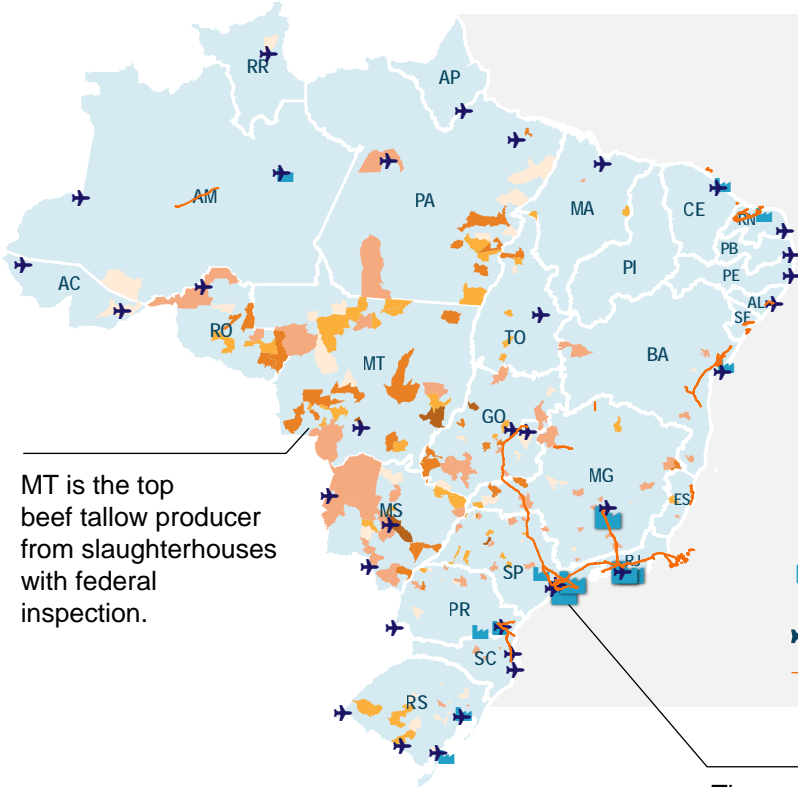 RR
AP
AM
PA
MA
CE
RN
PB
PE
PI
AL
SE
AC
RO
TO
BA
MT
GO
MG
ES
MS
SP
RJ
PR
SC
RS
MT is the top
beef tallow producer
from slaughterhouses
with federal
inspection.